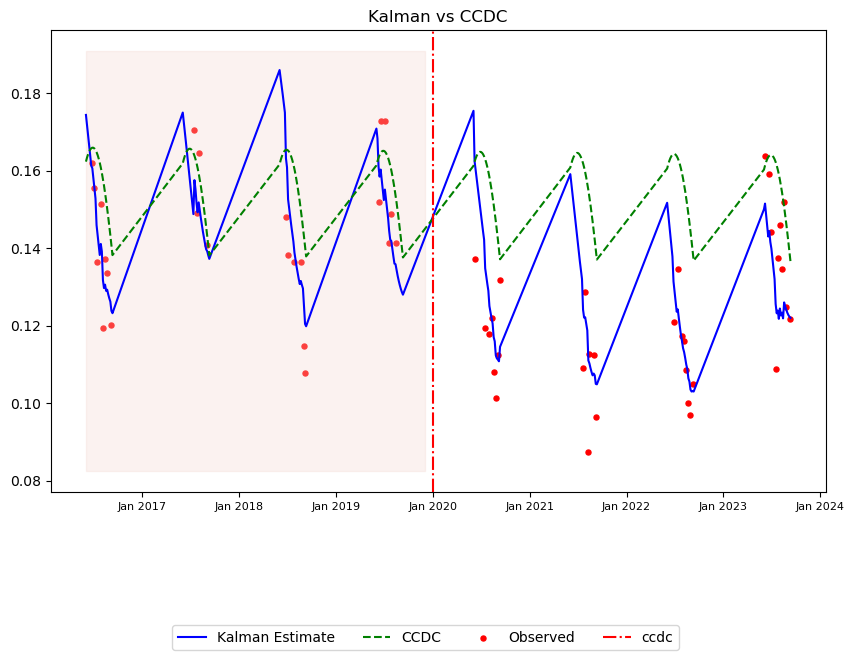 Kalman vs CCDC
0.18
0.16
0.14
0.12
0.10
0.08
Jan 2017 Jan 2018 Jan 2019 Jan 2020 Jan 2021 Jan 2022 Jan 2023 Jan 2024
Kalman Estimate CCDC Observed ccdc